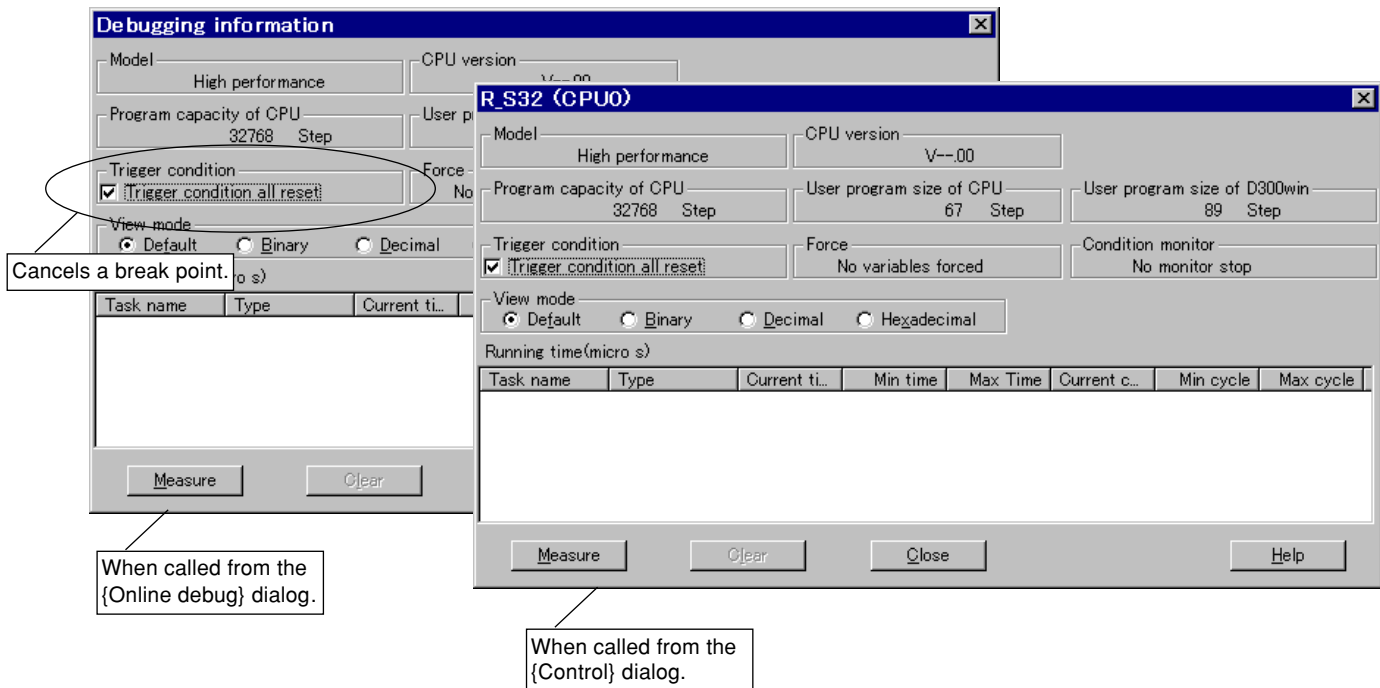 Debugging information
Model
High performance
CPU version
Program capacity of CPU
32768 Step
User p
Trigger condition
Trigger condition all reset
Force
No
View mode
Default Binary Decimal
o s)
Task name Type Current ti...
Measure Clear
Cancels a break point.
When called from the
{Online debug} dialog.
R_S32 (CPU0)
Model
High performance
CPU version
V--.00
Program capacity of CPU
32768 Step
User program size of CPU
67 Step
User program size of D300win
89 Step
Trigger condition
Trigger condition all reset
Force
No variables forced
Condition monitor
No monitor stop
View mode
Default Binary Decimal Hexadecimal
Running time(micro s)
Task name Type Current ti... Min time Max Time Current c... Min cycle Max cycle
Measure Clear Close Help
When called from the
{Control} dialog.